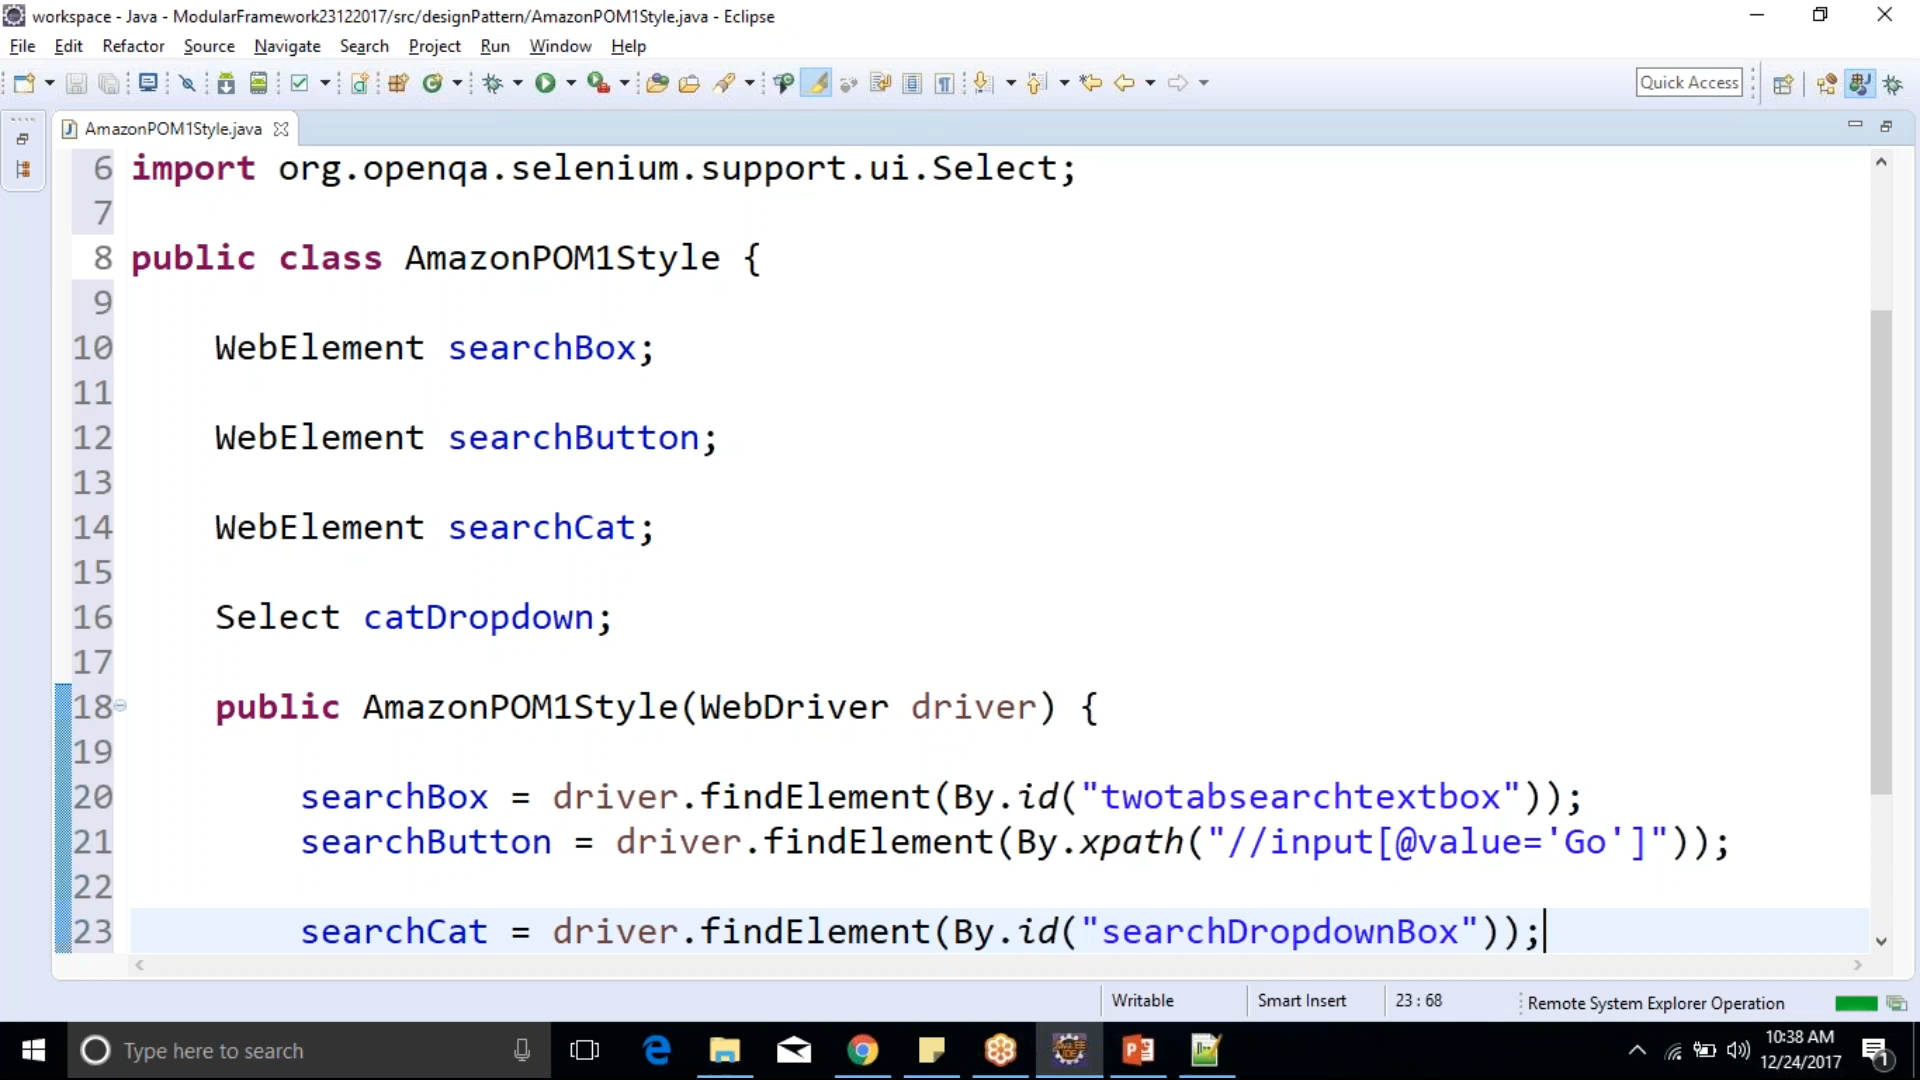 workspace - Java - ModularFramework23122017/src/designPattern/AmazonPOM1Style.java - Eclipse
File Edit Refactor Source Navigate Search Project Run Window Help
Quick Access
AmazonPOM1Style.java
6 import org.openqa.selenium.support.ui.Select;
7
8 public class AmazonPOM1Style {
9
10 WebElement searchBox;
11
12 WebElement searchButton;
13
14 WebElement searchCat;
15
16 Select catDropdown;
17
18 public AmazonPOM1Style(WebDriver driver) {
19
20 searchBox = driver.findElement(By.id("twotabsearchtextbox"));
21 searchButton = driver.findElement(By.xpath("//input[@value='Go']"));
22
23 searchCat = driver.findElement(By.id("searchDropdownBox"));
Writable Smart Insert 23 : 68 Remote System Explorer Operation
Type here to search
10:38 AM
12/24/2017
1